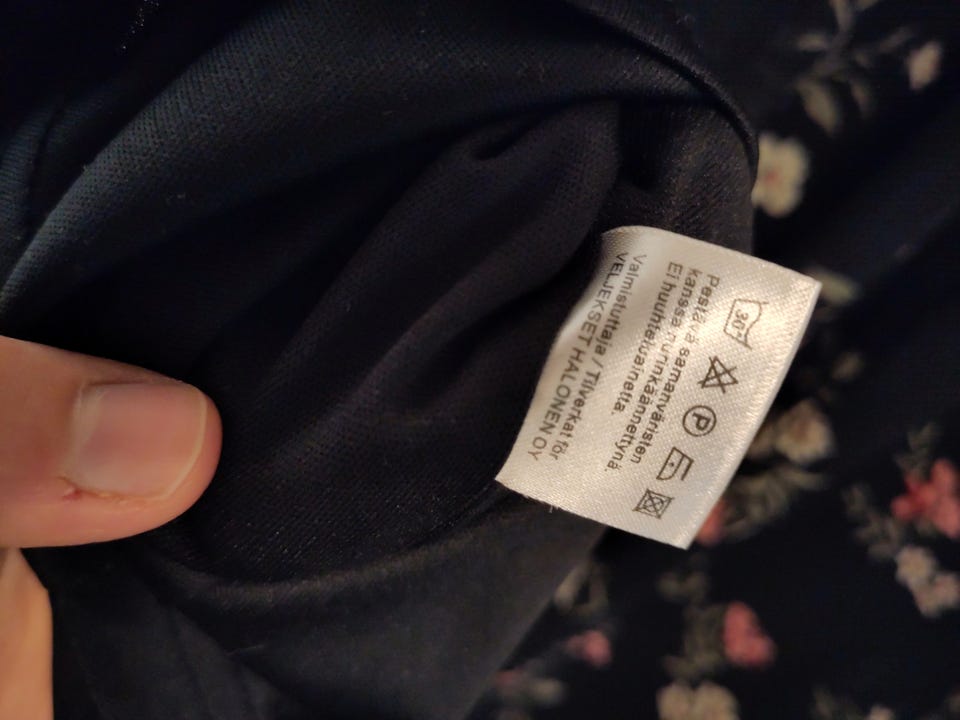 30°
P
Pestävä samanväristen
kanssa nurinkäännettynä.
Ei huuhteluainetta.
Valmistuttaja / Tillverkat för
VELJEKSET HALONEN OY